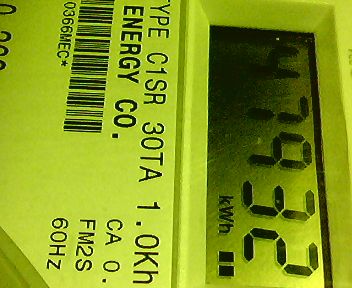 47932
kWh
TYPE C1SR 30TA 1.0Kh
ENERGY CO. CA 0.
FM2S
60Hz
0366MEC*